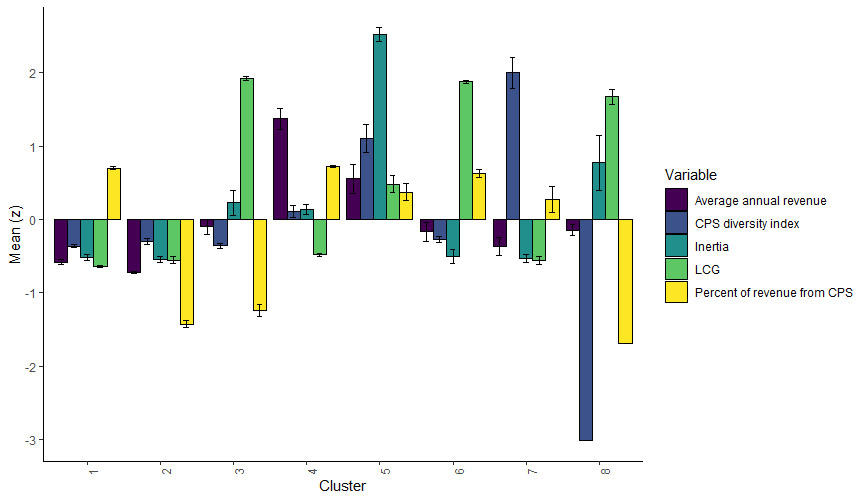 Mean (z)
2
1
0
-1
-2
-3
1
2
3
4
5
6
7
8
Cluster
Variable
Average annual revenue
CPS diversity index
Inertia
LCG
Percent of revenue from CPS